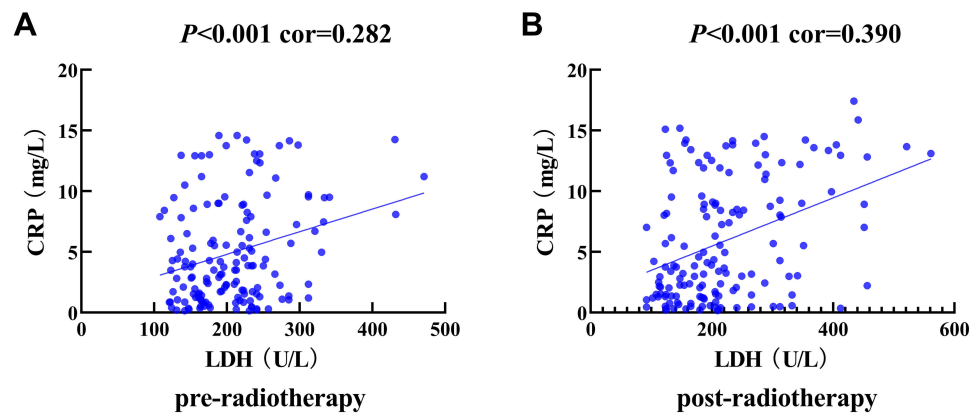 A
P<0.001 cor=0.282
CRP（mg/L）
20
15
10
5
0
0 100 200 300 400 500
LDH（U/L）
pre-radiotherapy
B
P<0.001 cor=0.390
CRP（mg/L）
20
15
10
5
0
0 200 400 600
LDH（U/L）
post-radiotherapy